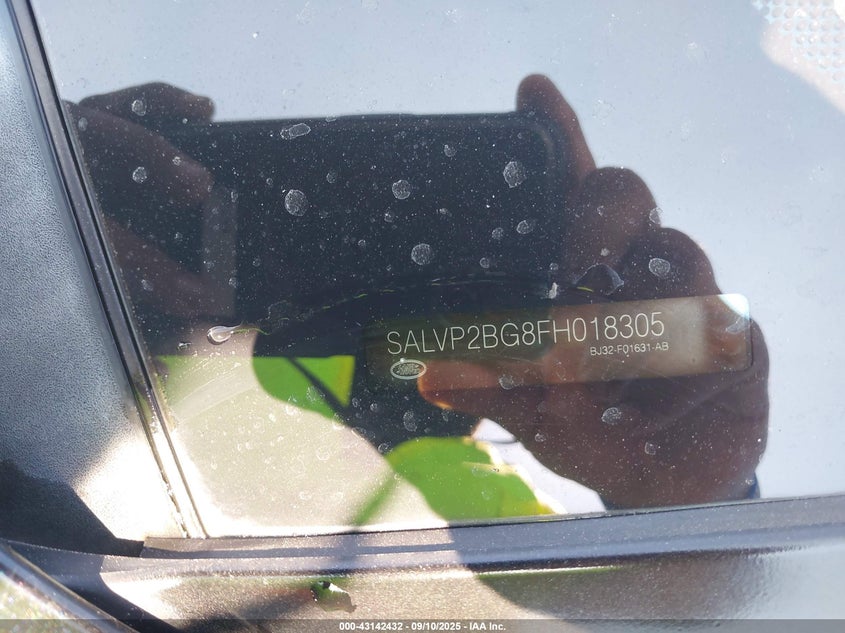 SALVP2BG8FH018305
BJ32-F01631-AB
000-43142432 - 09/10/2025 - IAA Inc.